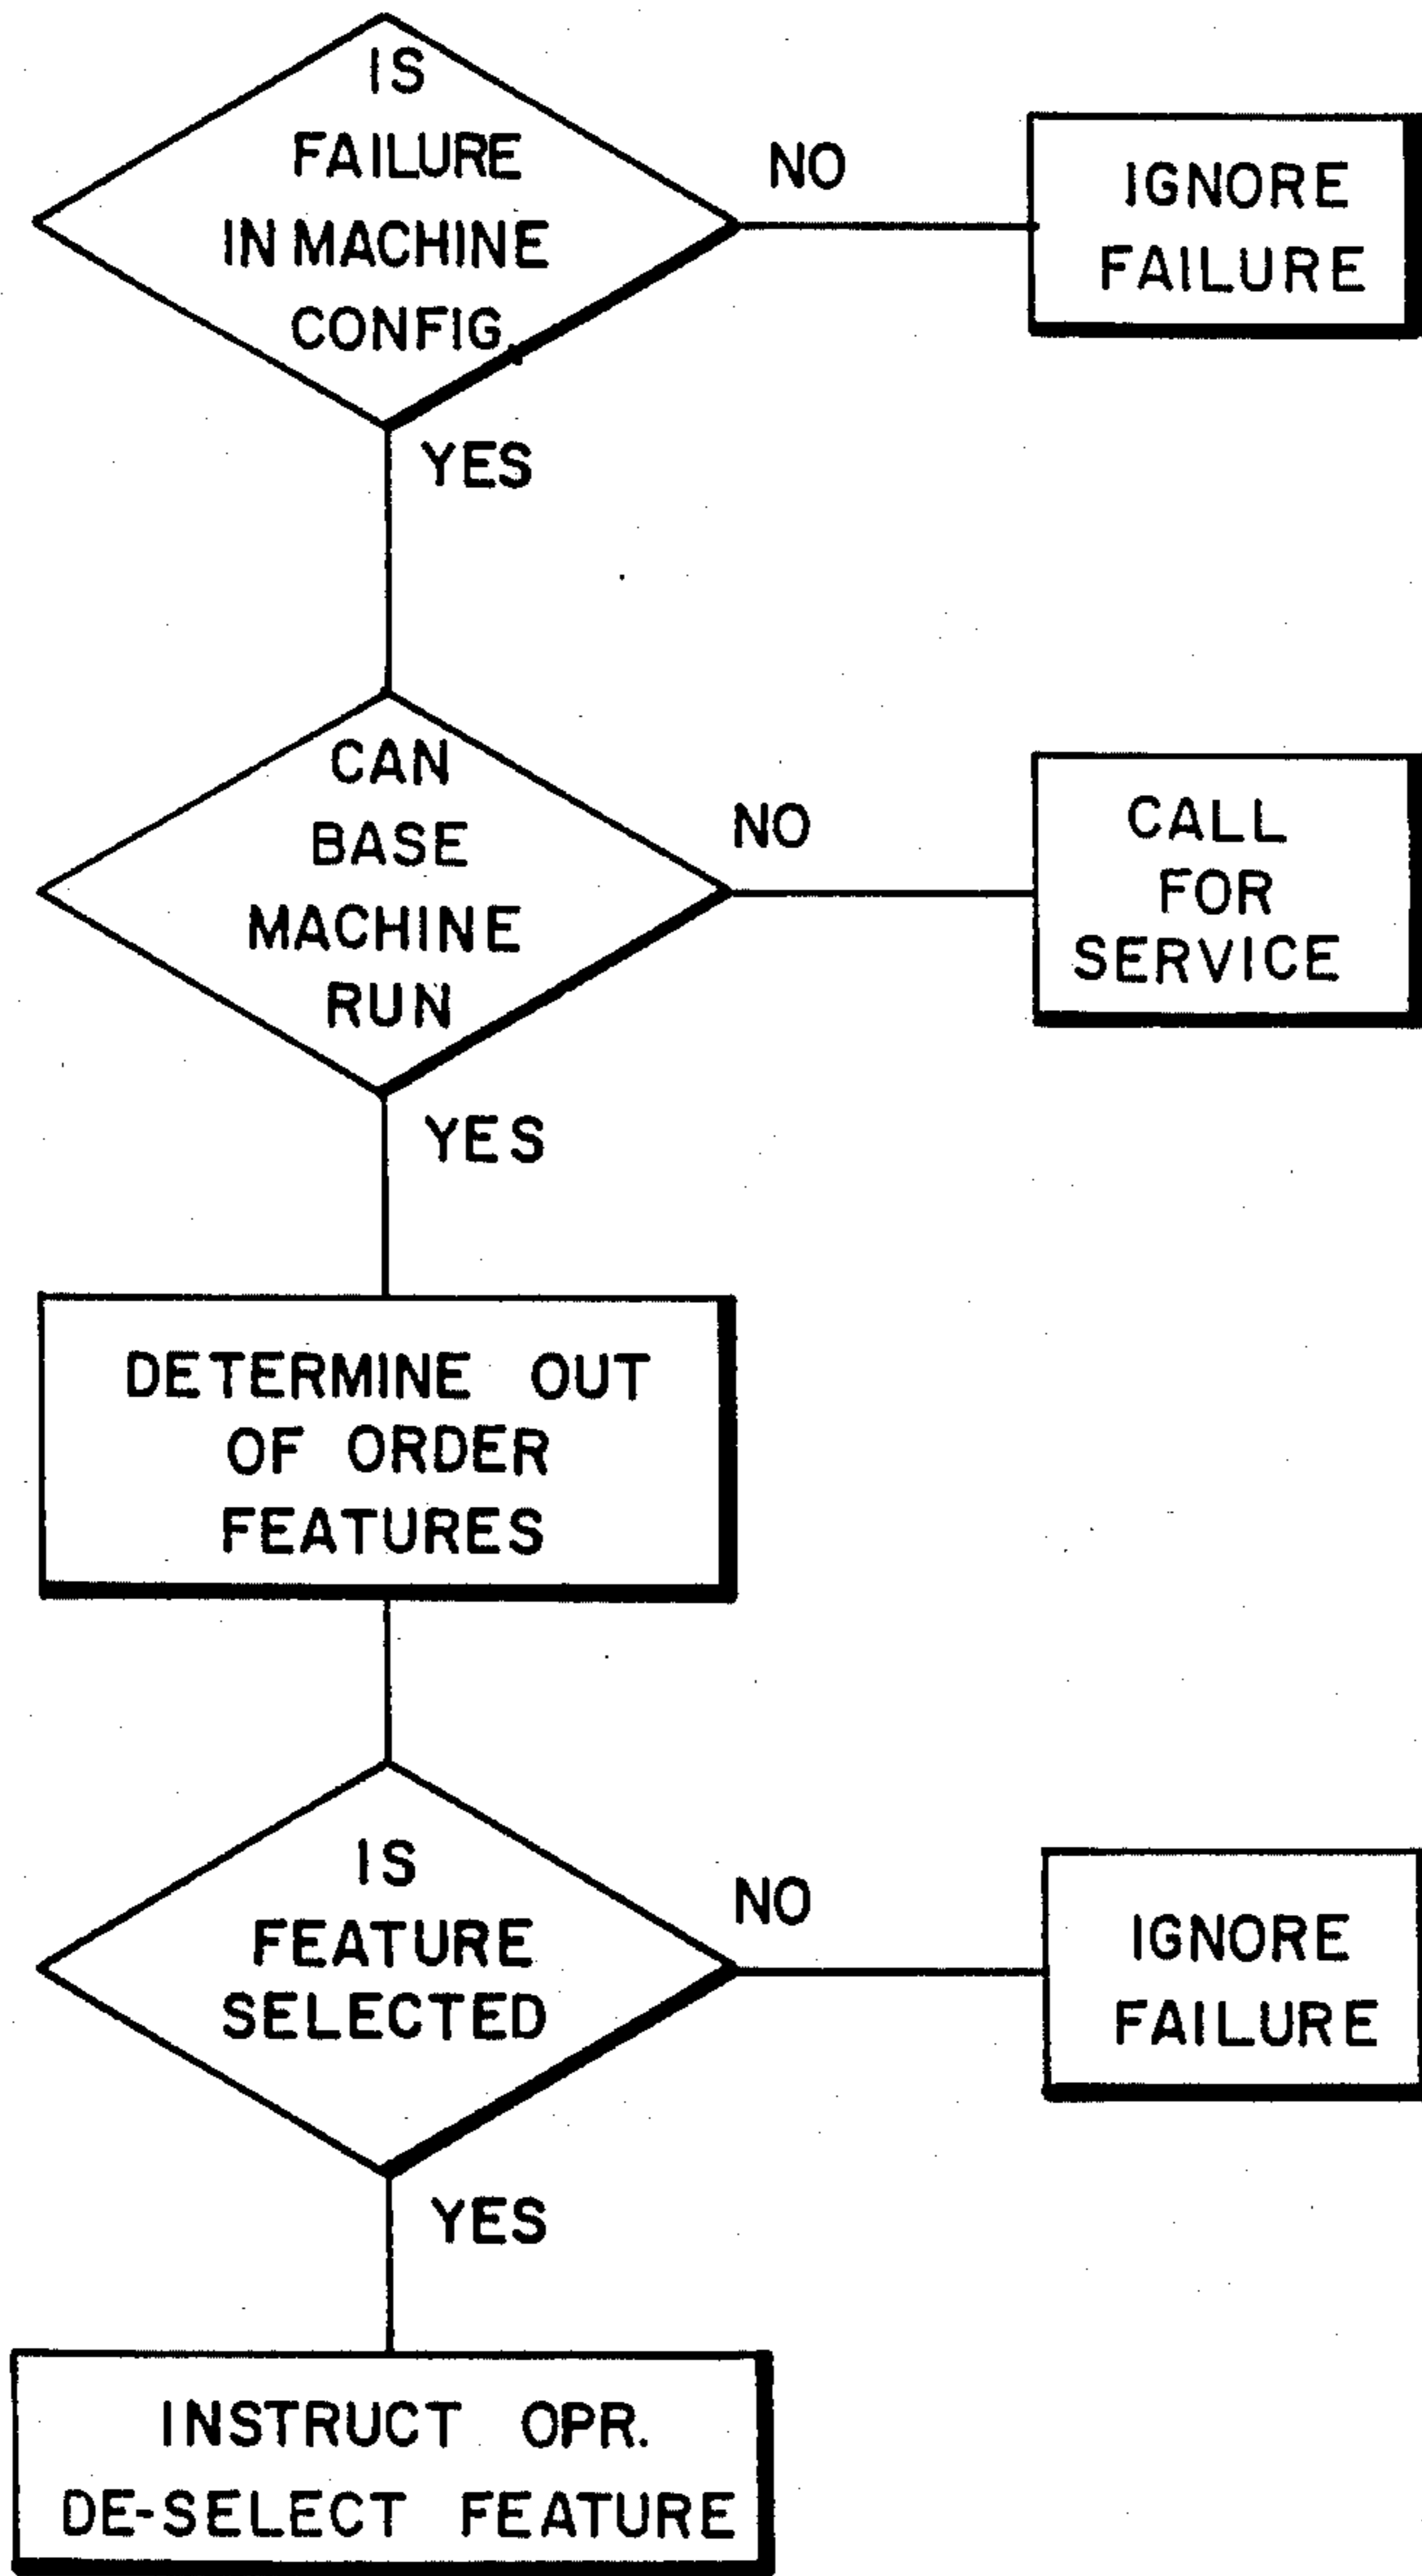 IS
FAILURE
IN MACHINE
CONFIG.
NO
IGNORE
FAILURE
YES
CAN
BASE
MACHINE
RUN
NO
CALL
FOR
SERVICE
YES
DETERMINE OUT
OF ORDER
FEATURES
IS
FEATURE
SELECTED
NO
IGNORE
FAILURE
YES
INSTRUCT OPR.
DE-SELECT FEATURE